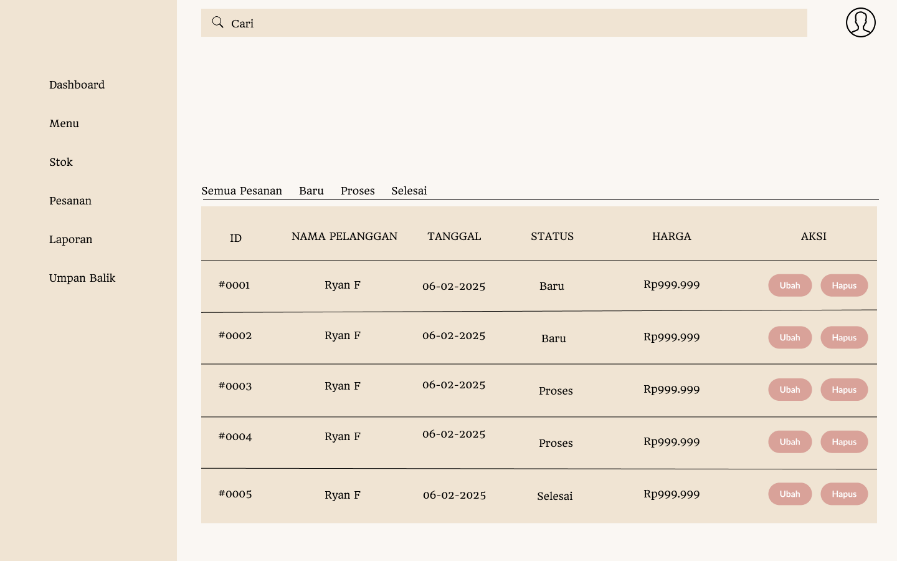 Cari
Dashboard
Menu
Stok
Pesanan
Laporan
Umpan Balik
Semua Pesanan Baru Proses Selesai
ID NAMA PELANGGAN TANGGAL STATUS HARGA AKSI
#0001 Ryan F 06-02-2025 Baru Rp999.999 Ubah Hapus
#0002 Ryan F 06-02-2025 Baru Rp999.999 Ubah Hapus
#0003 Ryan F 06-02-2025 Proses Rp999.999 Ubah Hapus
#0004 Ryan F 06-02-2025 Proses Rp999.999 Ubah Hapus
#0005 Ryan F 06-02-2025 Selesai Rp999.999 Ubah Hapus